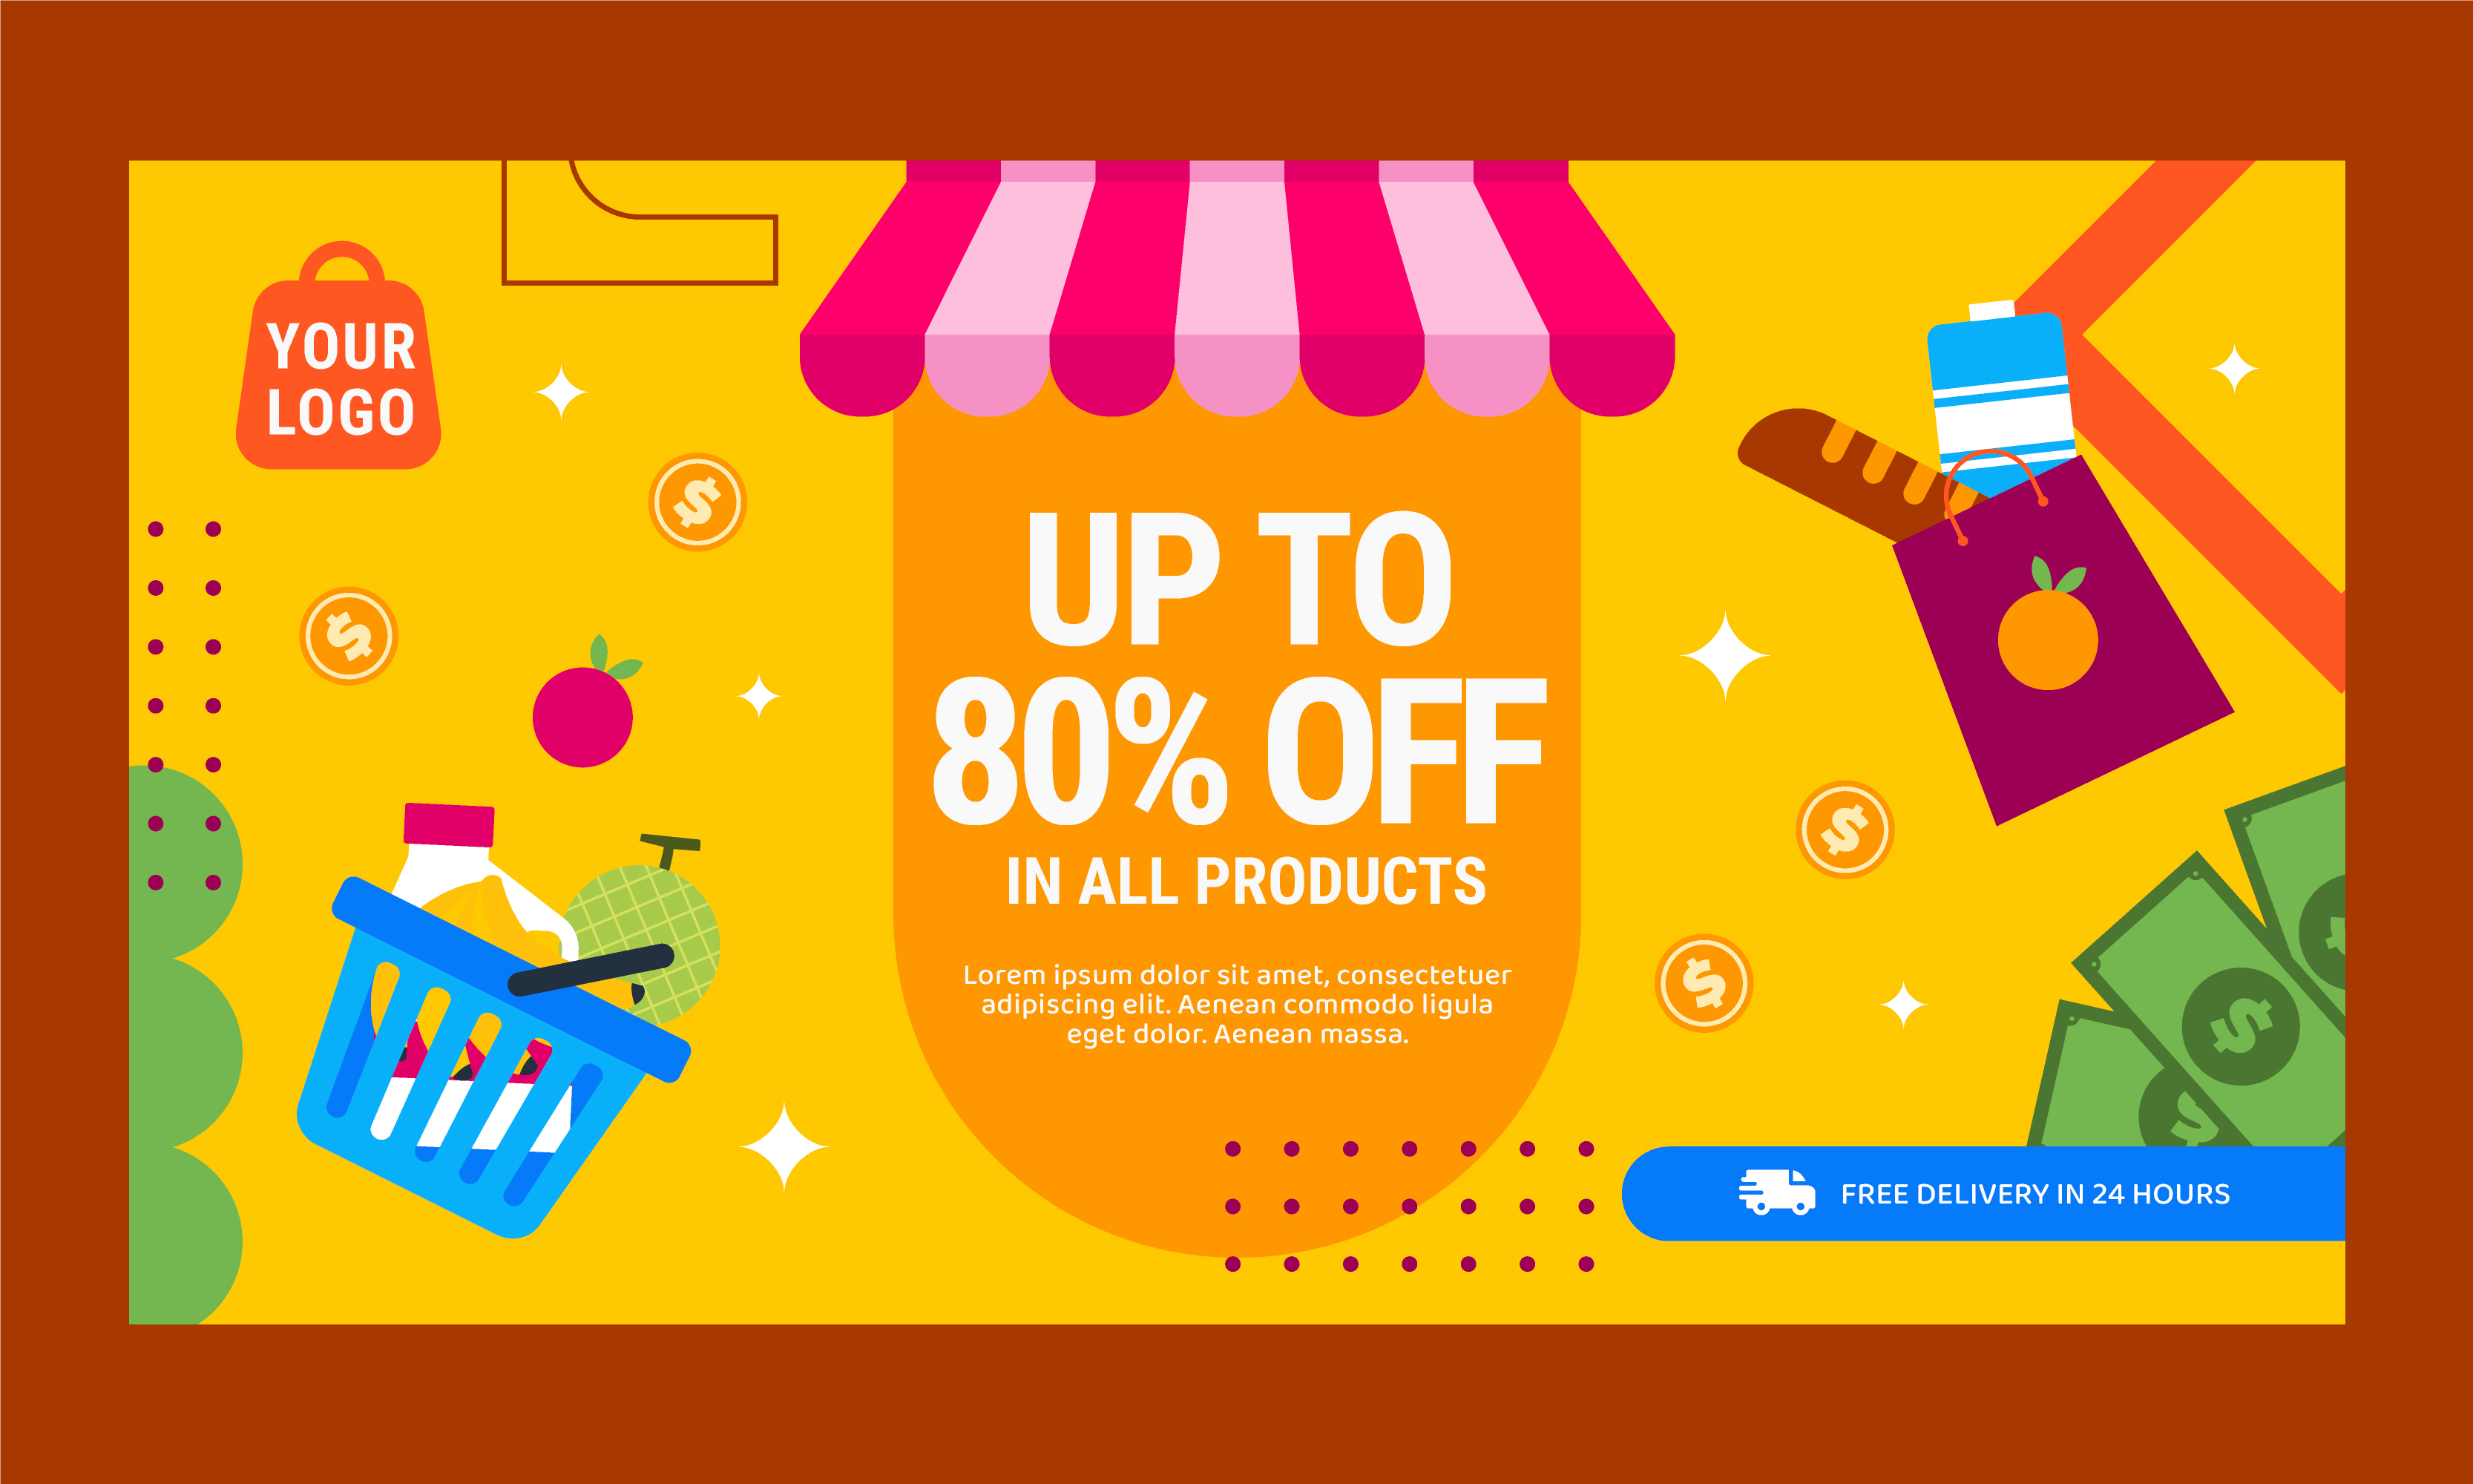 YOUR
LOGO
UP TO
80% OFF
IN ALL PRODUCTS
Lorem ipsum dolor sit amet, consectetuer
adipiscing elit. Aenean commodo ligula
eget dolor. Aenean massa.
FREE DELIVERY IN 24 HOURS